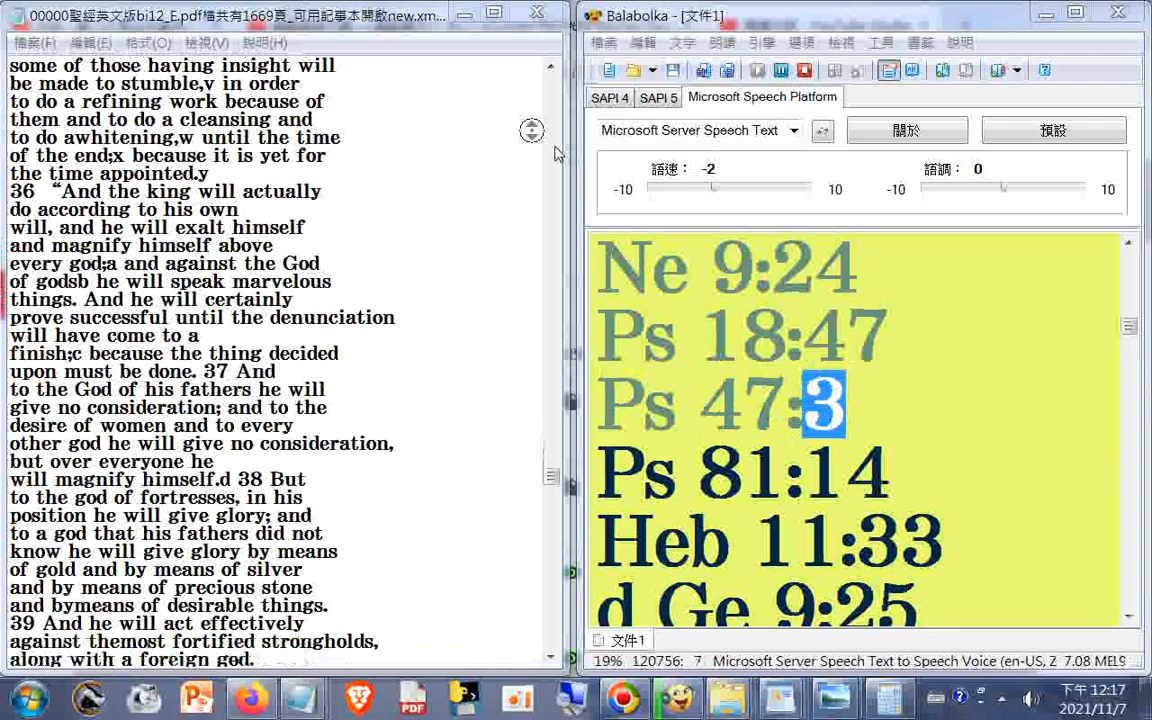 00000聖經英文版bi12_E.pdf檔共有1669頁_可用記事本開啟new.xm...
檔案(F) 編輯(E) 格式(O) 檢視(V) 說明(H)
some of those having insight will
be made to stumble,v in order
to do a refining work because of
them and to do a cleansing and
to do awhitening,w until the time
of the end;x because it is yet for
the time appointed.y
36 “And the king will actually
do according to his own
will, and he will exalt himself
and magnify himself above
every god;a and against the God
of godsb he will speak marvelous
things. And he will certainly
prove successful until the denunciation
will have come to a
finish;c because the thing decided
upon must be done. 37 And
to the God of his fathers he will
give no consideration; and to the
desire of women and to every
other god he will give no consideration,
but over everyone he
will magnify himself.d 38 But
to the god of fortresses, in his
position he will give glory; and
to a god that his fathers did not
know he will give glory by means
of gold and by means of silver
and by means of precious stone
and bymeans of desirable things.
39 And he will act effectively
against themost fortified strongholds,
along with a foreign god.
Balabolka - [文件1]
檔案 編輯 文字 朗讀 引擎 選項 檢視 工具 書籤 說明
SAPI 4 SAPI 5 Microsoft Speech Platform
Microsoft Server Speech Text 關於 預設
語速： -2 語調： 0
-10 10 -10 10
Ne 9:24
Ps 18:47
Ps 47:3
Ps 81:14
Heb 11:33
d Ge 9:25
文件1
19% 120756: 7 Microsoft Server Speech Text to Speech Voice (en-US, Z 7.08 МЕ
PDF
下午 12:17
2021/11/7